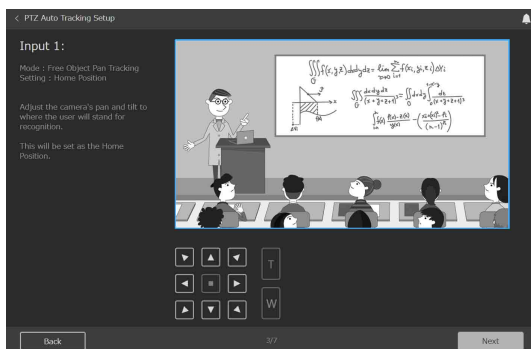 < PTZ Auto Tracking Setup
Input 1:
Mode : Free Object Pan Tracking
Setting : Home Position
Adjust the camera's pan and tilt to
where the user will stand for
recognition.
This will be set as the Home
Position.
T
W
Back
3/7
Next